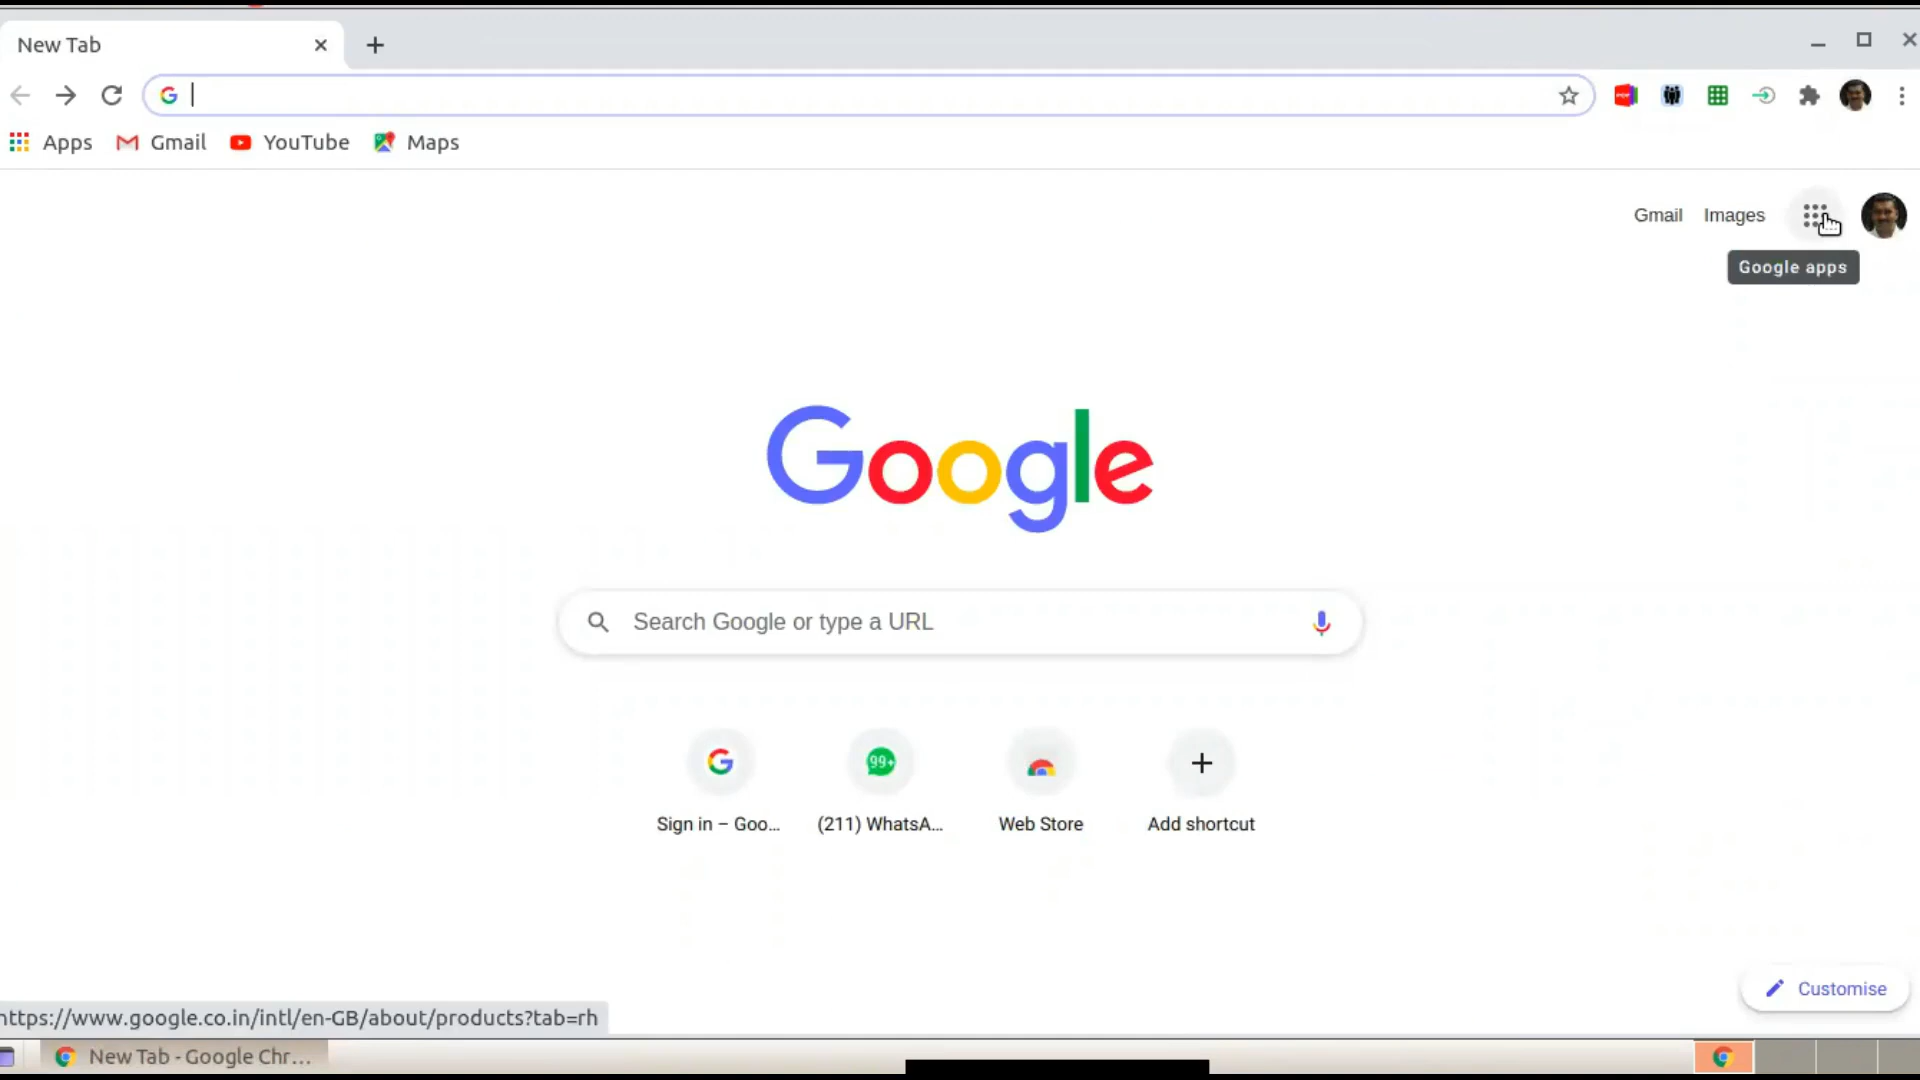 New Tab
Apps Gmail YouTube Maps
Gmail Images
Google apps
Google
Search Google or type a URL
99+
Sign in – Goo... (211) WhatsA... Web Store Add shortcut
Customise
https://www.google.co.in/intl/en-GB/about/products?tab=rh
New Tab - Google Chr...